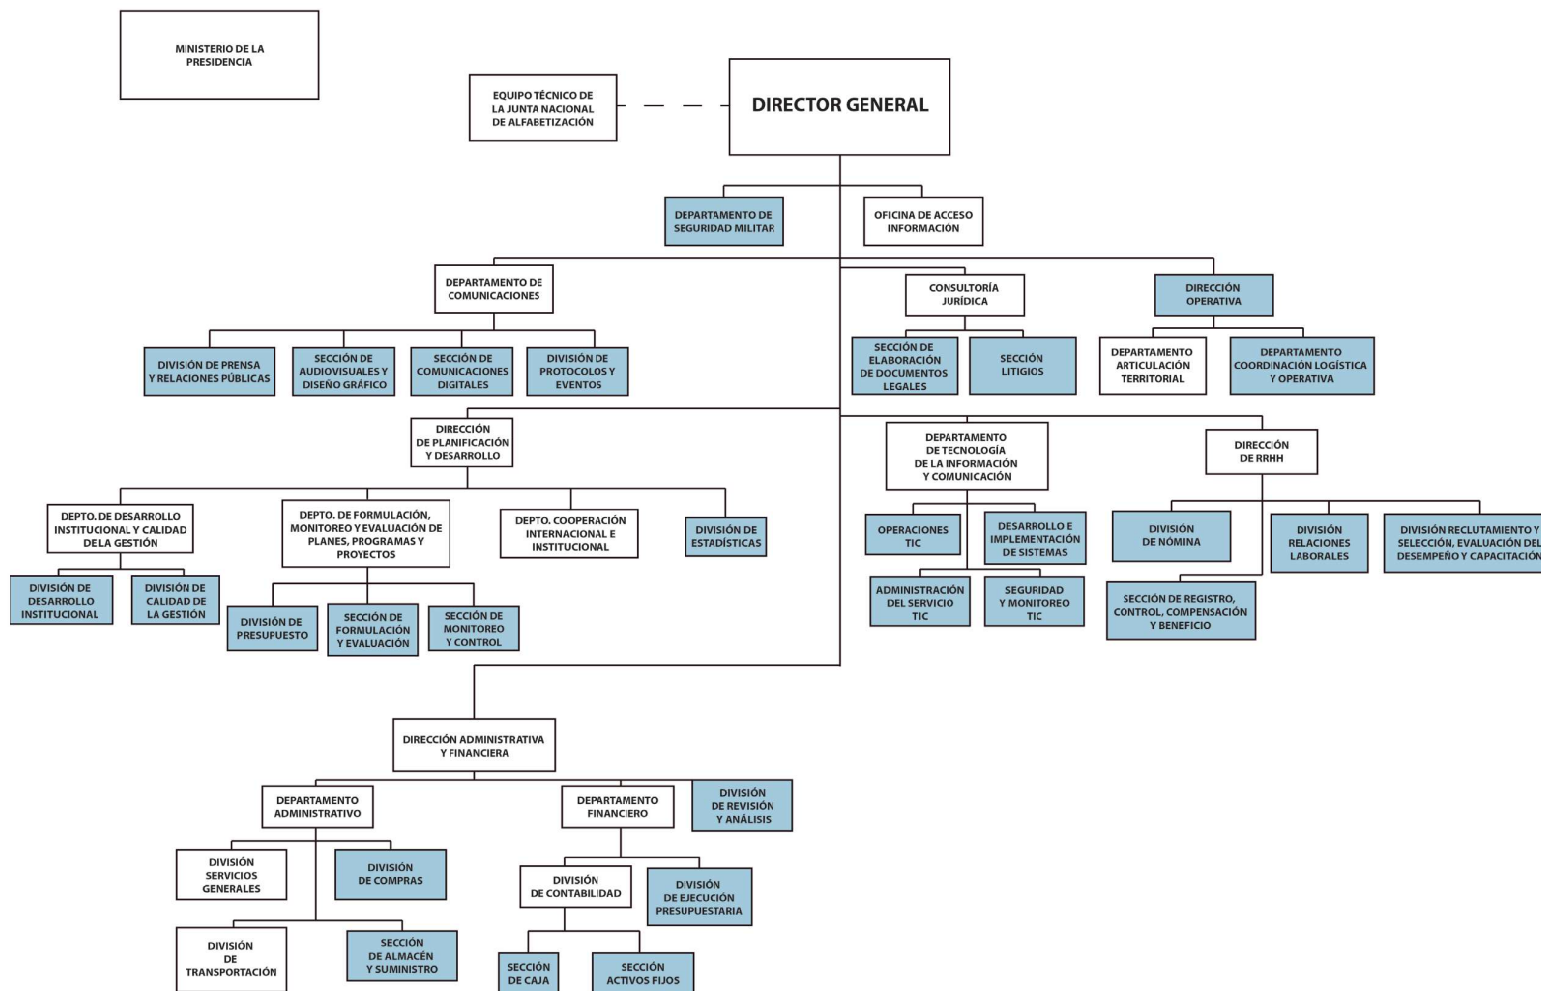 MINISTERIO DE LA
PRESIDENCIA
EQUIPO TÉCNICO DE
LA JUNTA NACIONAL
DE ALFABETIZACIÓN
DIRECTOR GENERAL
DEPARTAMENTO DE
SEGURIDAD MILITAR
OFICINA DE ACCESO
INFORMACIÓN
DEPARTAMENTO DE
COMUNICACIONES
CONSULTORÍA
JURÍDICA
DIRECCIÓN
OPERATIVA
DIVISIÓN DE PRENSA
Y RELACIONES PÚBLICAS
SECCIÓN DE
AUDIOVISUALES Y
DISEÑO GRÁFICO
SECCIÓN DE
COMUNICACIONES
DIGITALES
DIVISIÓN DE
PROTOCOLOS Y
EVENTOS
SECCIÓN DE
ELABORACIÓN
DE DOCUMENTOS
LEGALES
SECCIÓN
LITIGIOS
DEPARTAMENTO
ARTICULACIÓN
TERRITORIAL
DEPARTAMENTO
COORDINACIÓN LOGÍSTICA
Y OPERATIVA
DIRECCIÓN
DE PLANIFICACIÓN
Y DESARROLLO
DEPARTAMENTO
DE TECNOLOGÍA
DE LA INFORMACIÓN
Y COMUNICACIÓN
DIRECCIÓN
DE RRHH
DEPTO. DE DESARROLLO
INSTITUCIONAL Y CALIDAD
DE LA GESTIÓN
DEPTO. DE FORMULACIÓN,
MONITOREO Y EVALUACIÓN DE
PLANES, PROGRAMAS Y
PROYECTOS
DEPTO. COOPERACIÓN
INTERNACIONAL E
INSTITUCIONAL
DIVISIÓN DE
ESTADÍSTICAS
OPERACIONES
TIC
DESARROLLO E
IMPLEMENTACIÓN
DE SISTEMAS
DIVISIÓN
DE NÓMINA
DIVISIÓN
RELACIONES
LABORALES
DIVISIÓN RECLUTAMIENTO Y
SELECCIÓN, EVALUACIÓN DEL
DESEMPEÑO Y CAPACITACIÓN
DIVISIÓN DE
DESARROLLO
INSTITUCIONAL
DIVISIÓN DE
CALIDAD DE
LA GESTIÓN
DIVISIÓN DE
PRESUPUESTO
SECCIÓN DE
FORMULACIÓN
Y EVALUACIÓN
SECCIÓN DE
MONITOREO
Y CONTROL
ADMINISTRACIÓN
DEL SERVICIO
TIC
SEGURIDAD
Y MONITOREO
TIC
SECCIÓN DE REGISTRO,
CONTROL, COMPENSACIÓN
Y BENEFICIO
DIRECCIÓN ADMINISTRATIVA
Y FINANCIERA
DEPARTAMENTO
ADMINISTRATIVO
DEPARTAMENTO
FINANCIERO
DIVISIÓN
DE REVISIÓN
Y ANÁLISIS
DIVISIÓN
SERVICIOS
GENERALES
DIVISIÓN
DE COMPRAS
DIVISIÓN
DE CONTABILIDAD
DIVISIÓN
DE EJECUCIÓN
PRESUPUESTARIA
DIVISIÓN
DE
TRANSPORTACIÓN
SECCIÓN
DE ALMACÉN
Y SUMINISTRO
SECCIÓN
DE CAJA
SECCIÓN
ACTIVOS FIJOS